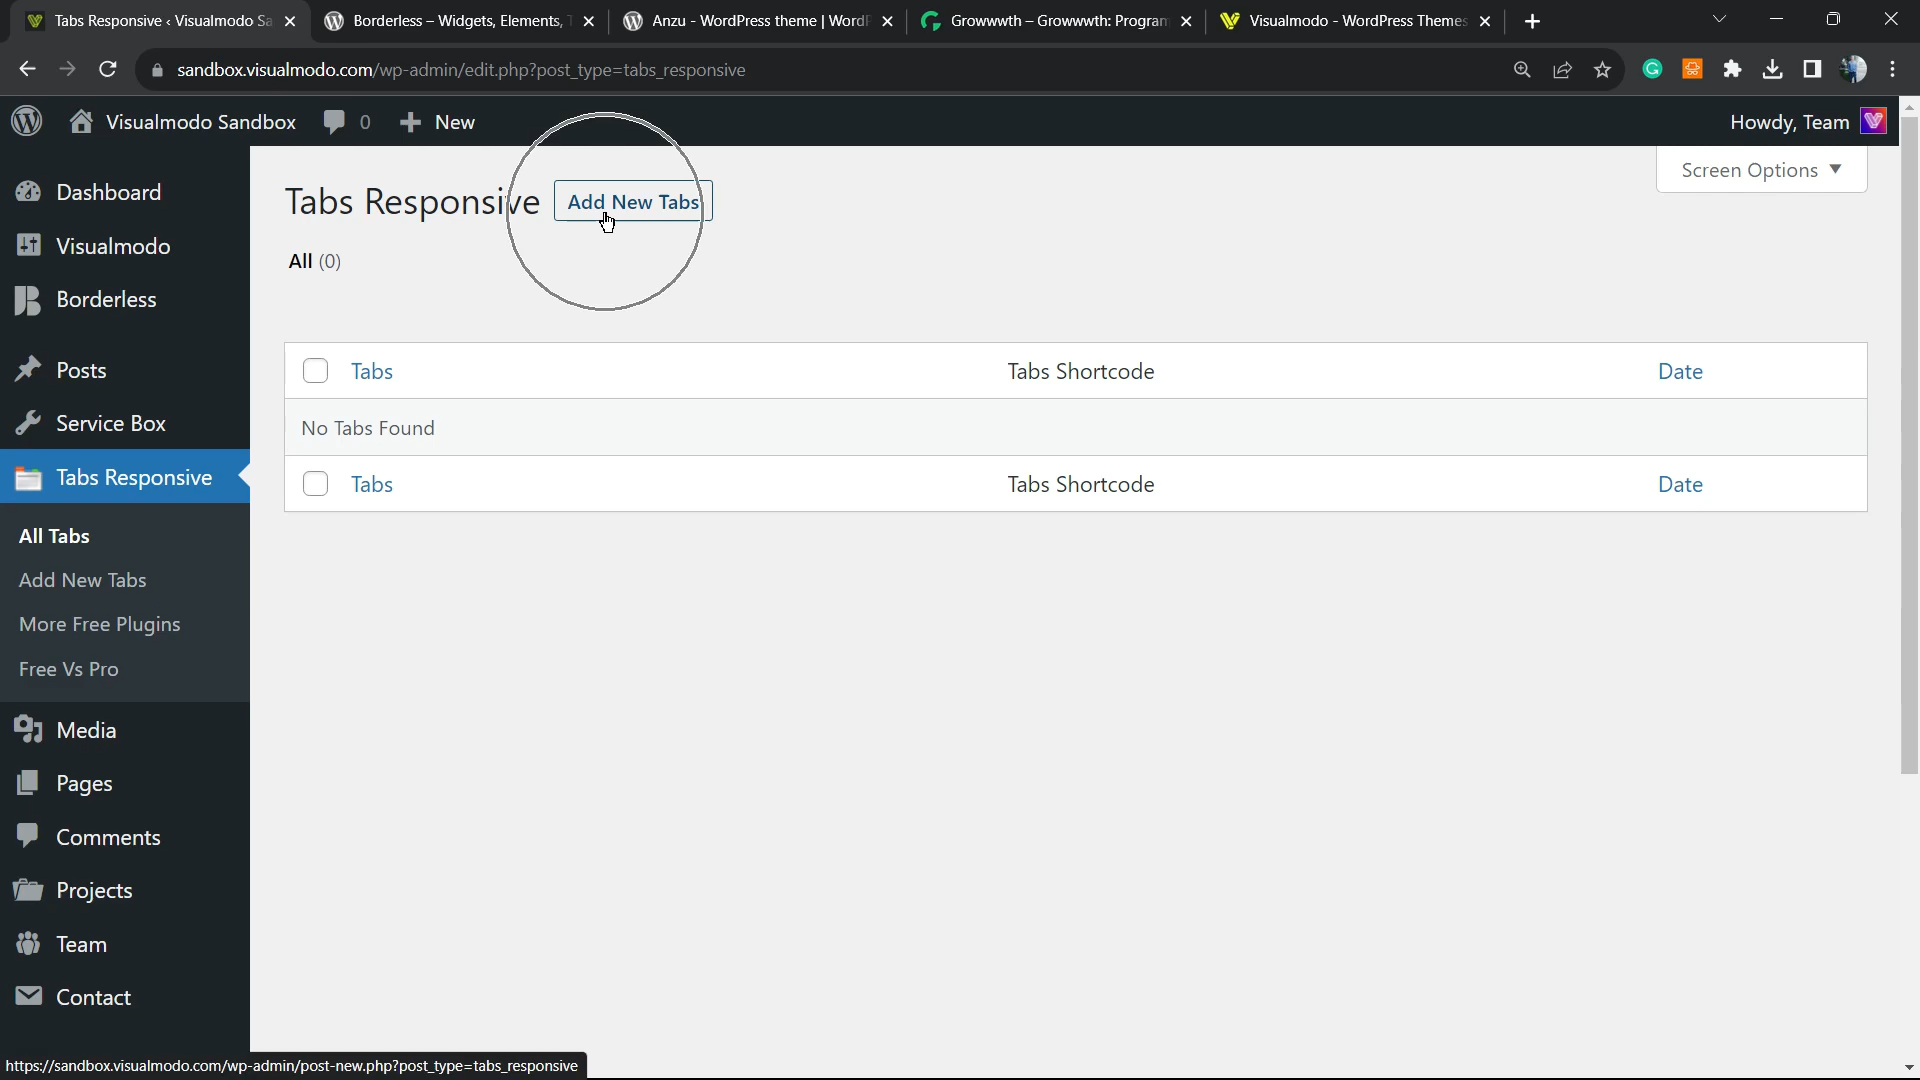 Tabs Responsive ‹ Visualmodo Sa
Borderless – Widgets, Elements,
Anzu - WordPress theme | Word
Growwwth – Growwwth: Program
Visualmodo - WordPress Themes
sandbox.visualmodo.com/wp-admin/edit.php?post_type=tabs_responsive
Visualmodo Sandbox
0
New
Howdy, Team
Screen Options ▼
Dashboard
Visualmodo
Borderless
Posts
Service Box
Tabs Responsive
All Tabs
Add New Tabs
More Free Plugins
Free Vs Pro
Media
Pages
Comments
Projects
Team
Contact
Tabs Responsive
Add New Tabs
All (0)
Tabs
Tabs Shortcode
Date
No Tabs Found
Tabs
Tabs Shortcode
Date
https://sandbox.visualmodo.com/wp-admin/post-new.php?post_type=tabs_responsive